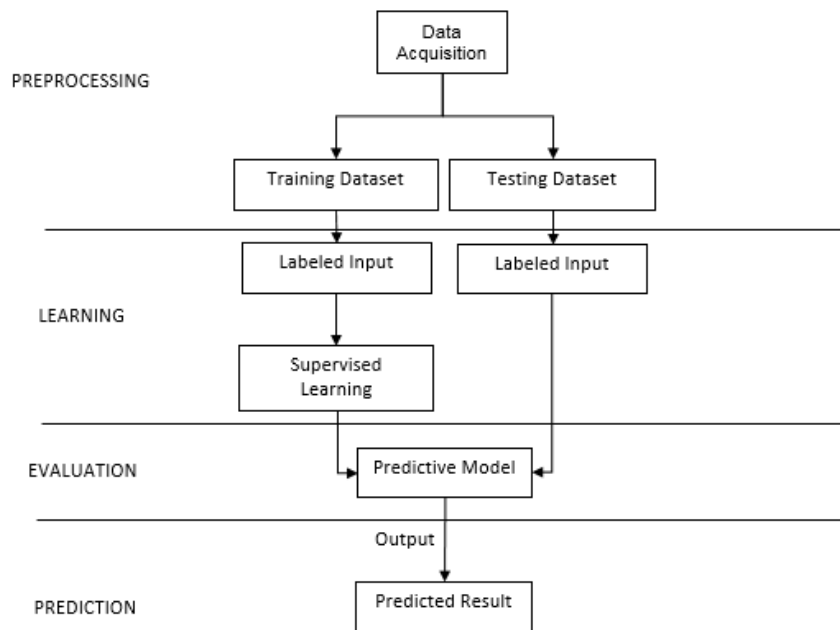 Data
Acquisition
PREPROCESSING
Training Dataset
Testing Dataset
Labeled Input
Labeled Input
LEARNING
Supervised
Learning
EVALUATION
Predictive Model
Output
Predicted Result
PREDICTION